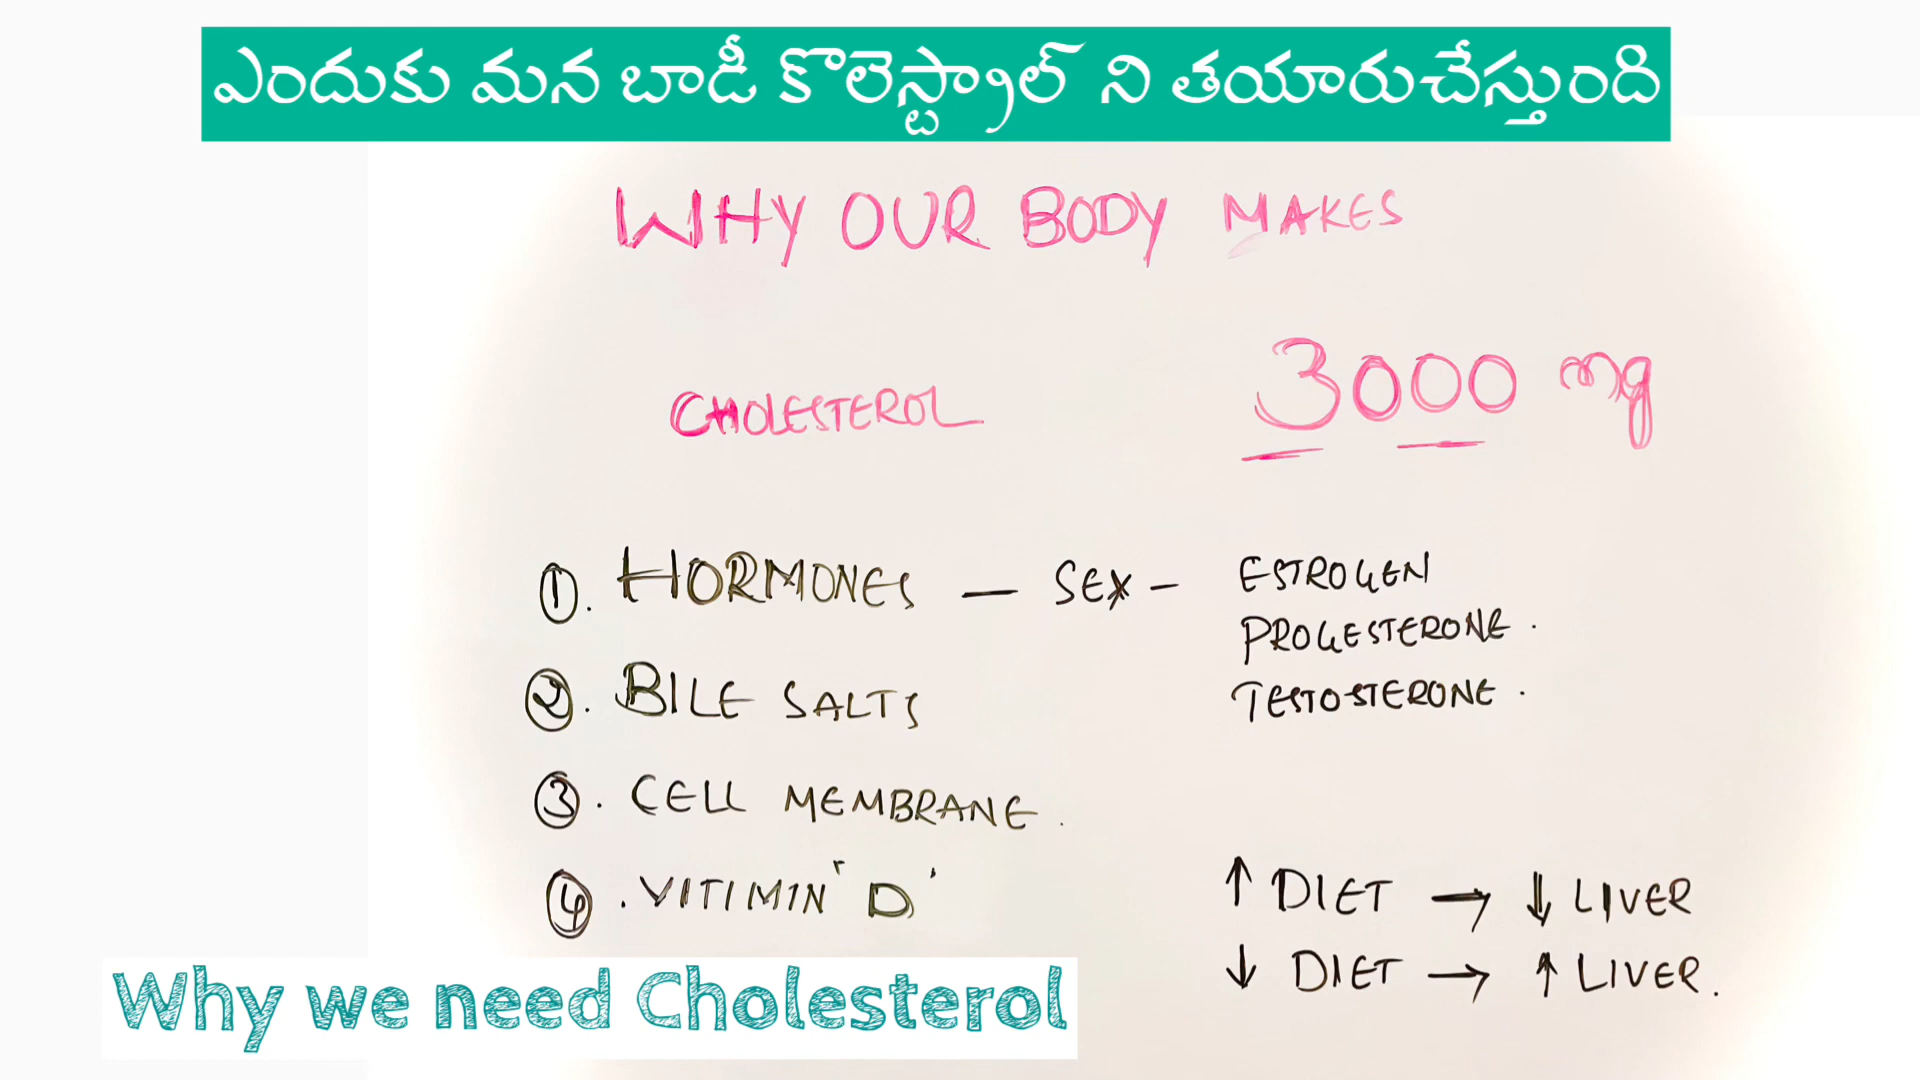 ఎందుకు మన బాడీ కొలెస్ట్రాల్ ని తయారుచేస్తుంది
WHY OUR BODY MAKES
CHOLESTEROL 3000 mg
1. HORMONES — SEX - ESTROGEN
PROGESTERONE.
2. BILE SALTS TESTOSTERONE.
3. CELL MEMBRANE.
4. VITIMIN 'D'
↑ DIET → ↓ LIVER
↓ DIET → ↑ LIVER.
Why we need Cholesterol